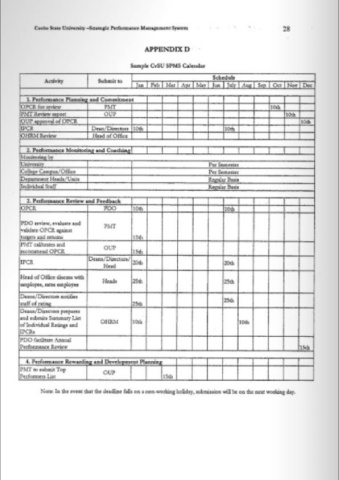 Cavite State University –Strategic Performance Management System 28
APPENDIX D
Sample CvSU SPMS Calendar
Activity Submit to Schedule
Jan Feb Mar Apr May Jun July Aug Sep Oct Nov Dec
1. Performance Planning and Commitment
OPCR for review PMT 10th
PMT Review report OUP 10th
OUP approval of OPCR 10th
IPCR Dean/Directors 10th 10th
OHRM Review Head of Office
2. Performance Monitoring and Coaching
Monitoring by
University Per Semester
College/Campus/Office Per Semester
Department Heads/Units Regular Basis
Individual Staff Regular Basis
3. Performance Review and Feedback
OPCR PDO 10th 10th
PDO review, evaluate and
validate OPCR against
targets and returns PMT 15th
PMT calibrates and
recommend OPCR OUP 15th
IPCR Deans/Directors/
Head 20th 20th
Head of Office discuss with
employee, rates employee Heads 25th 25th
Deans/Directors notifies
staff of rating 25th 25th
Deans/Directors prepares
and submits Summary List
of Individual Ratings and
IPCRs OHRM 30th 30th
PDO facilitates Annual
Performance Review 15th
4. Performance Rewarding and Development Planning
PMT to submit Top
Performers List OUP 15th
Note: In the event that the deadline falls on a non-working holiday, submission will be on the next working day.